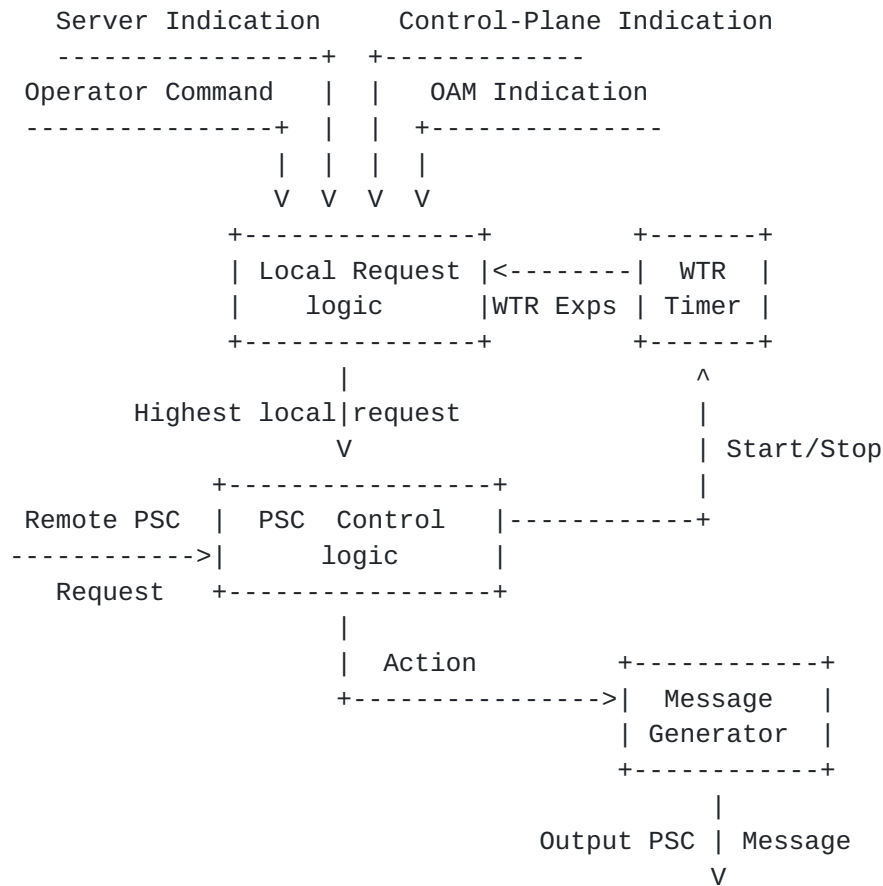 Server Indication Control-Plane Indication
Operator Command OAM Indication
Local Request WTR
logic WTR Exps Timer
Highest local request
Start/Stop
Remote PSC PSC Control
logic
Request
Action
Message
Generator
Output PSC Message